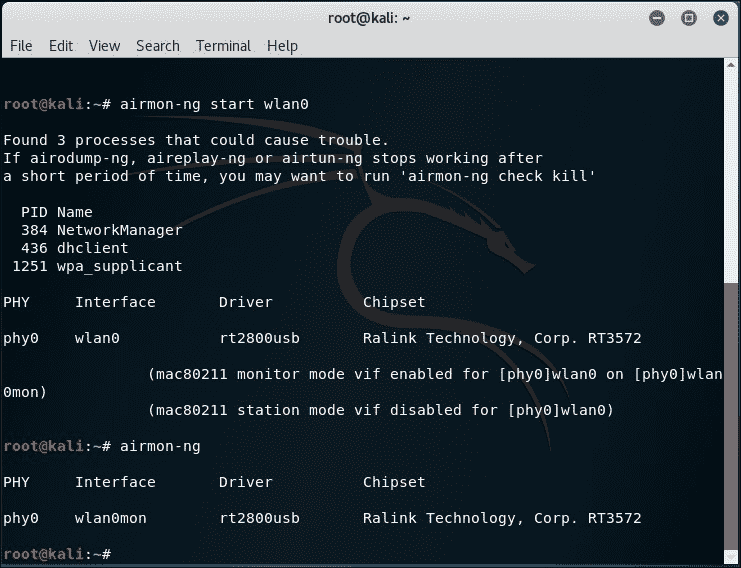 root@kali: ~
File Edit View Search Terminal Help
root@kali:~# airmon-ng start wlan0
Found 3 processes that could cause trouble.
If airodump-ng, aireplay-ng or airtun-ng stops working after
a short period of time, you may want to run 'airmon-ng check kill'
PID Name
384 NetworkManager
436 dhclient
1251 wpa_supplicant
PHY Interface Driver Chipset
phy0 wlan0 rt2800usb Ralink Technology, Corp. RT3572
(mac80211 monitor mode vif enabled for [phy0]wlan0 on [phy0]wlan
0mon)
(mac80211 station mode vif disabled for [phy0]wlan0)
root@kali:~# airmon-ng
PHY Interface Driver Chipset
phy0 wlan0mon rt2800usb Ralink Technology, Corp. RT3572
root@kali:~#